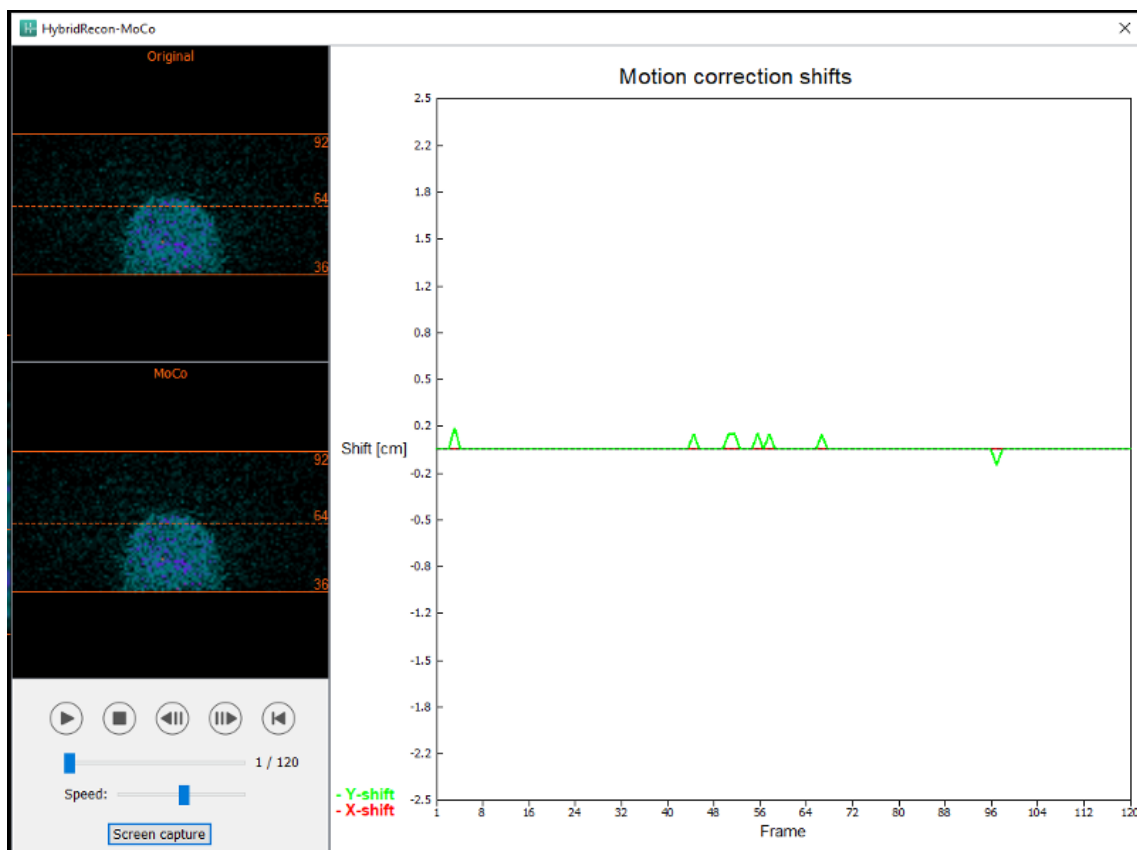 HybridRecon-MoCo
Original
92
64
36
MoCo
92
64
36
1 / 120
Speed:
Screen capture
Motion correction shifts
2.5
2.2
1.8
1.5
1.2
0.8
0.5
0.2
Shift [cm]
-0.2
-0.5
-0.8
-1.2
-1.5
-1.8
-2.2
-2.5
- Y-shift
- X-shift
1 8 16 24 32 40 48 56 64 72 80 88 96 104 112 120
Frame